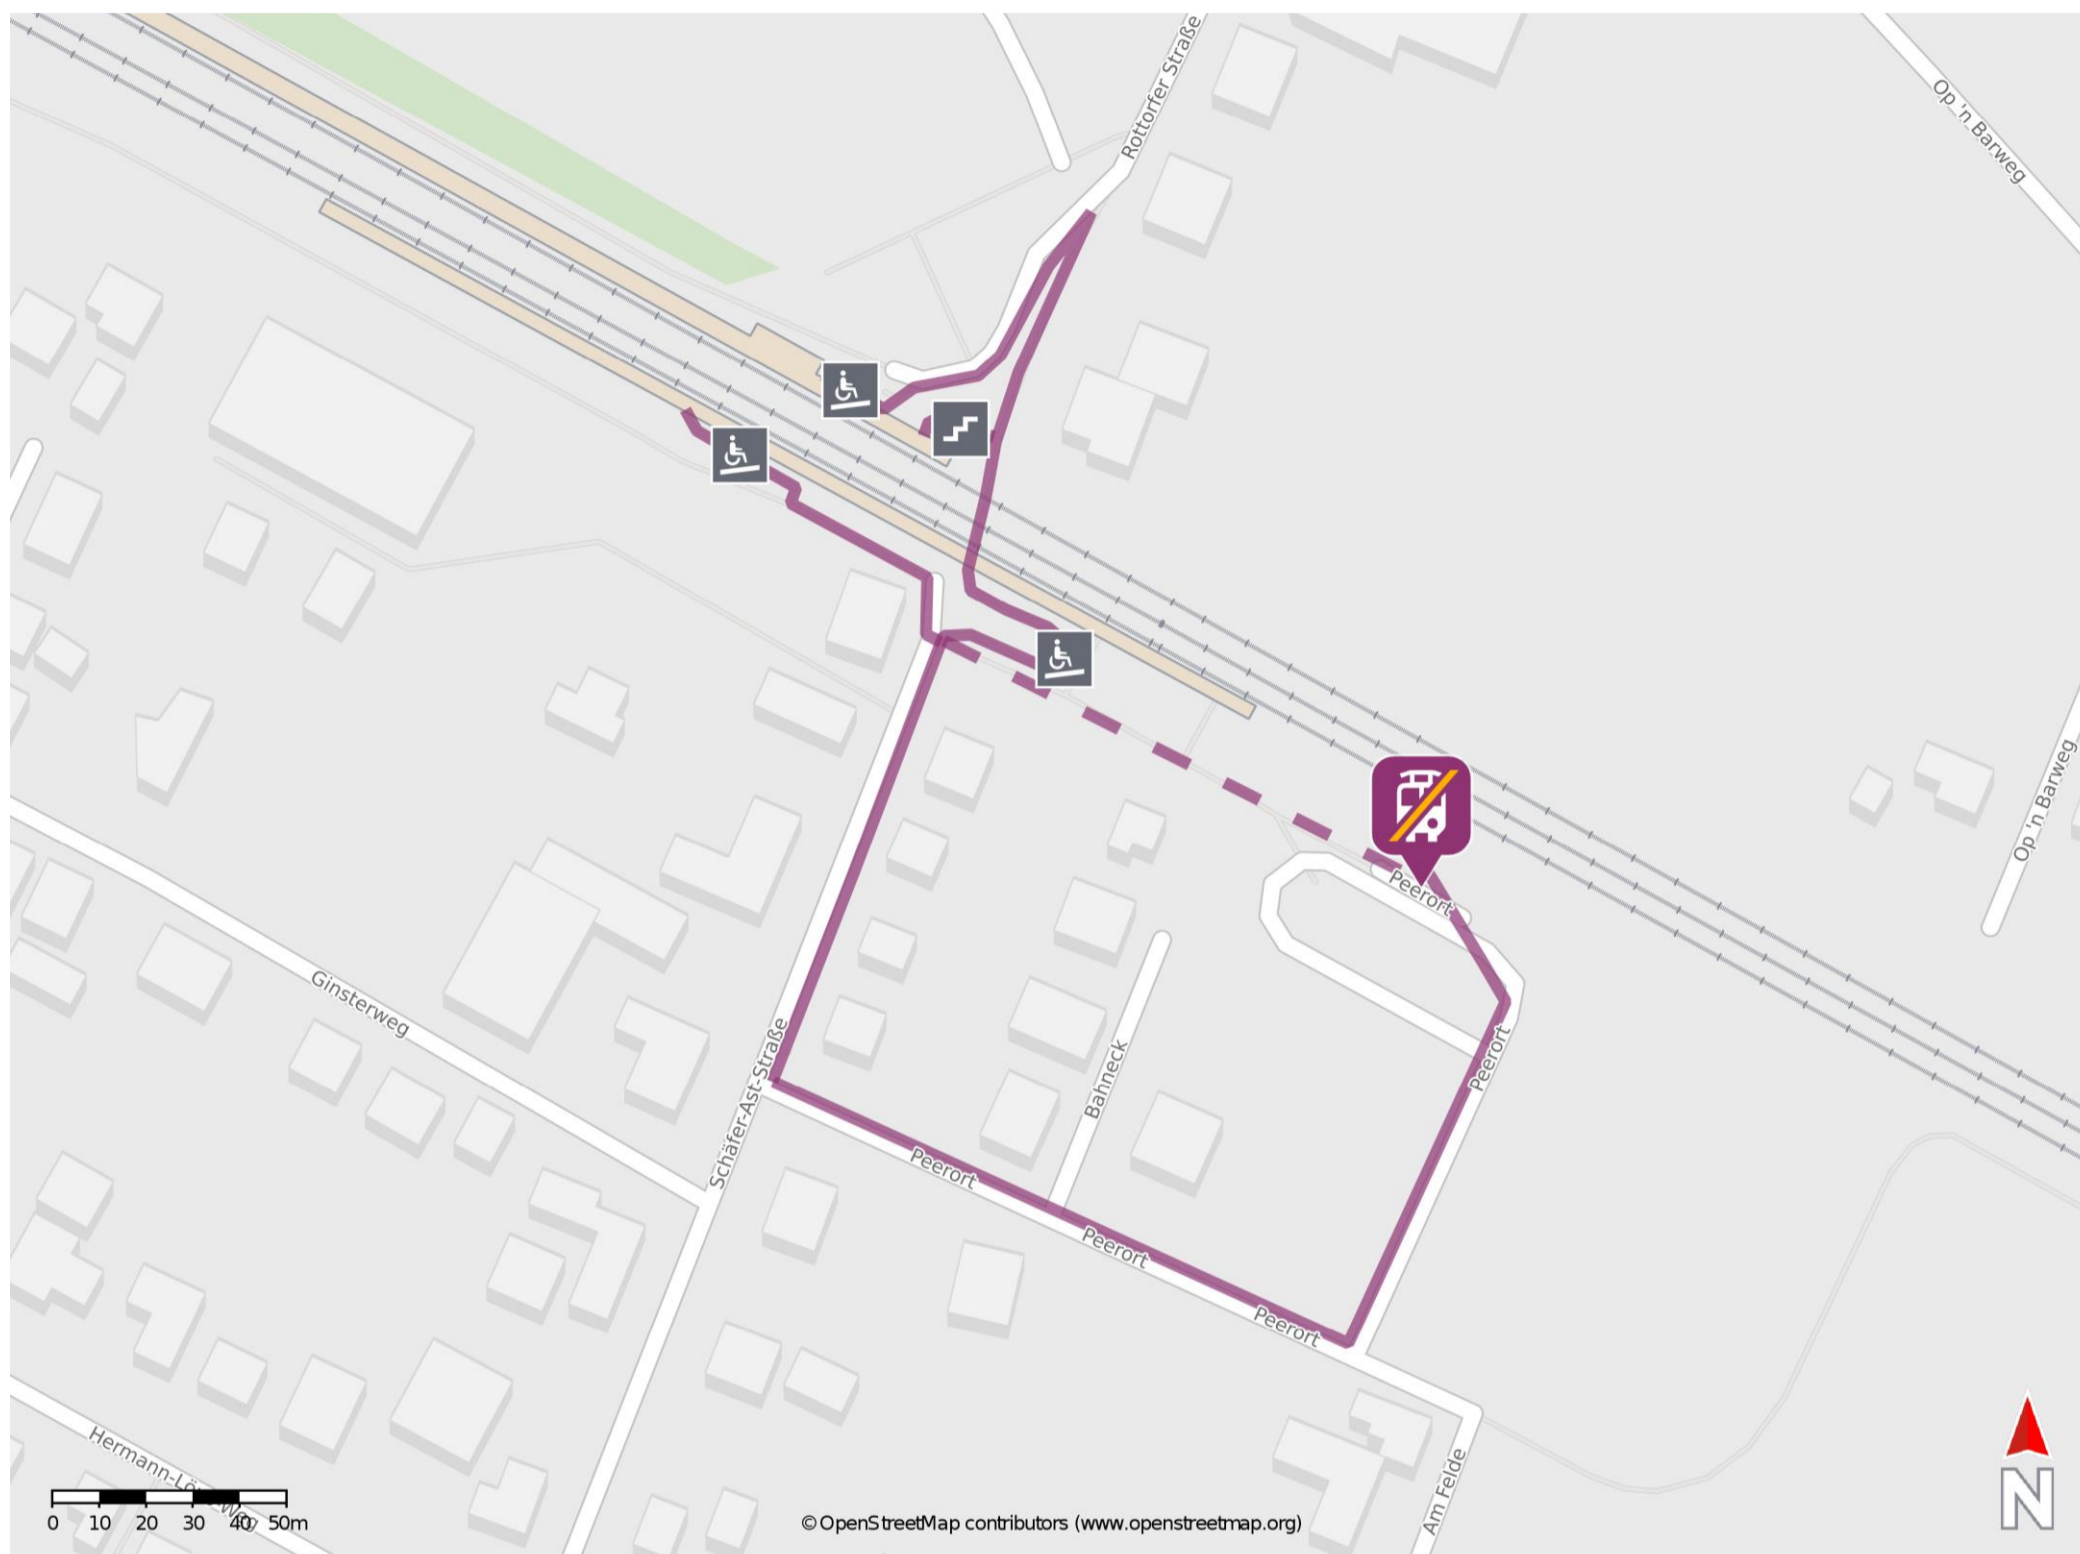 Rottorfer Straße
Op 'n Barweg
Op 'n Barweg
Peerort
Ginsterweg
Schäfer-Ast-Straße
Bahneck
Peerort
Peerort
Peerort
Peerort
Am Felde
0 10 20 30 40 50m
© OpenStreetMap contributors (www.openstreetmap.org)
N